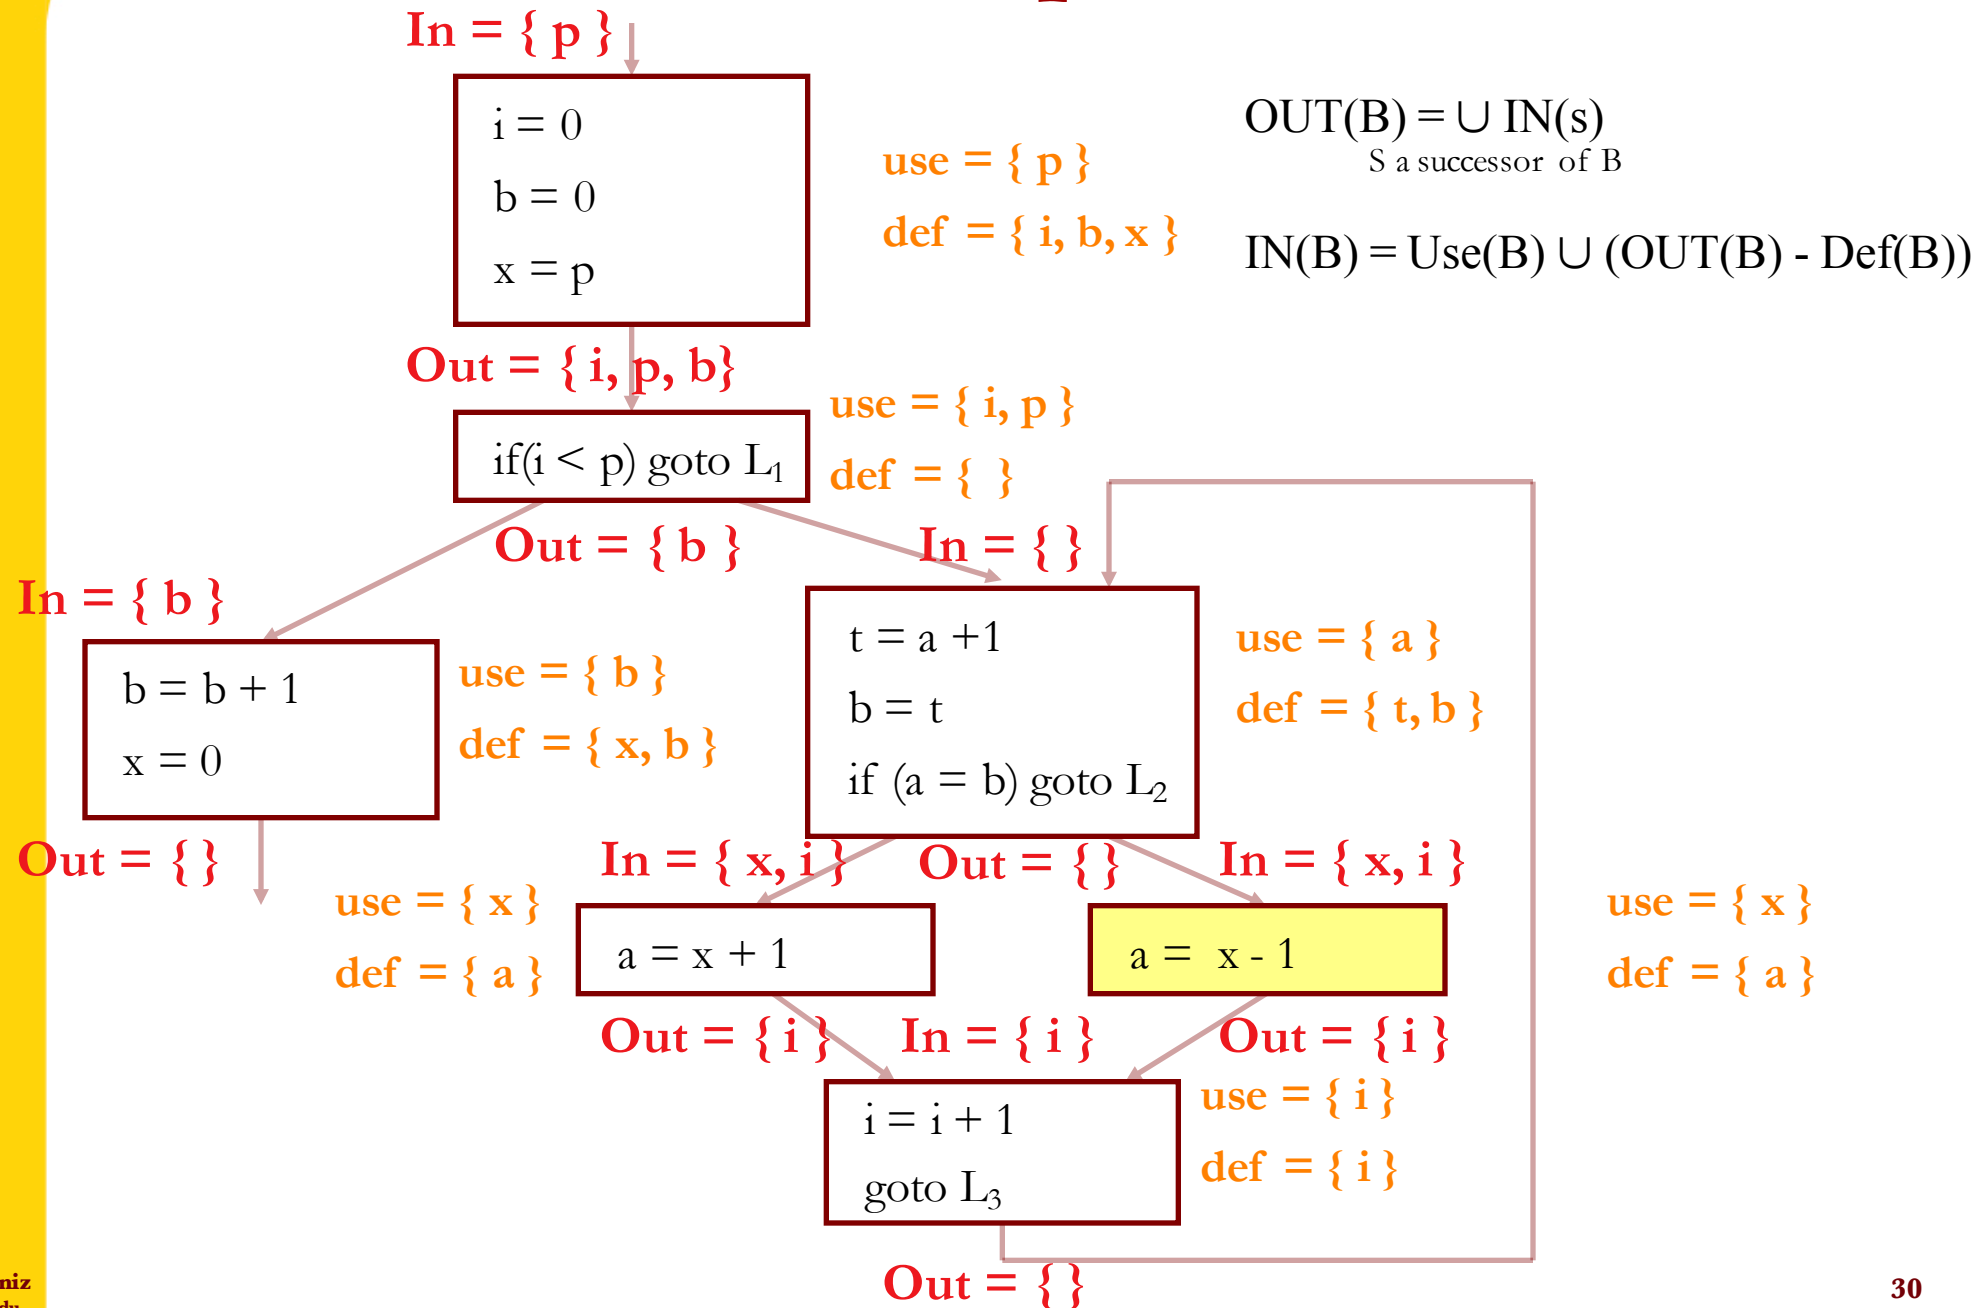 In = { p }
i = 0
b = 0
x = p
use = { p }
def = { i, b, x }
OUT(B) = ∪ IN(s)
S a successor of B
IN(B) = Use(B) ∪ (OUT(B) - Def(B))
Out = { i, p, b}
if(i < p) goto L₁
use = { i, p }
def = { }
Out = { b }
In = { }
In = { b }
b = b + 1
x = 0
use = { b }
def = { x, b }
t = a +1
b = t
if (a = b) goto L₂
use = { a }
def = { t, b }
Out = { }
In = { x, i }
Out = { }
In = { x, i }
use = { x }
def = { a }
a = x + 1
a = x - 1
use = { x }
def = { a }
Out = { i }
In = { i }
Out = { i }
i = i + 1
goto L₃
use = { i }
def = { i }
Out = { }
niz
30